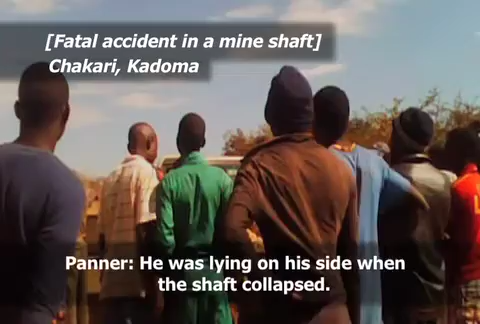 [Fatal accident in a mine shaft]
Chakari, Kadoma
Panner: He was lying on his side when
the shaft collapsed.